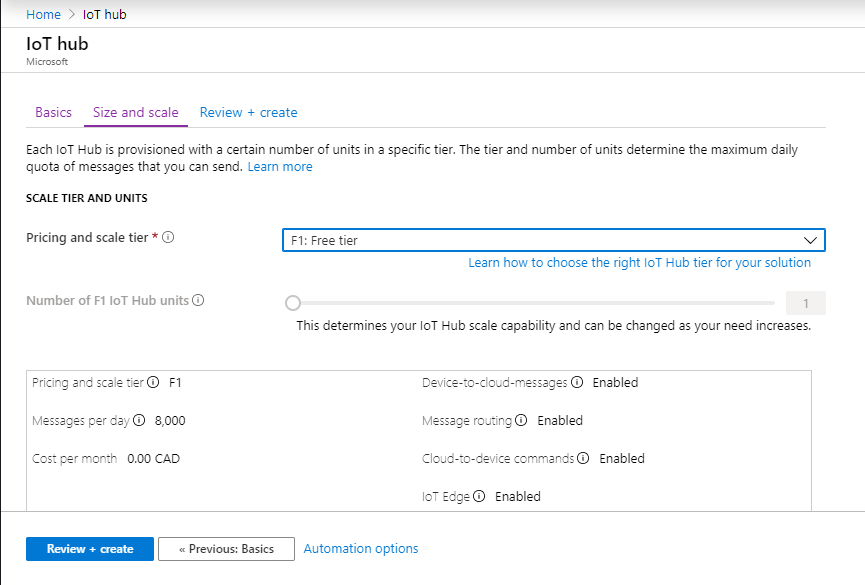 Home > IoT hub
IoT hub
Microsoft
Basics Size and scale Review + create
Each IoT Hub is provisioned with a certain number of units in a specific tier. The tier and number of units determine the maximum daily
quota of messages that you can send. Learn more
SCALE TIER AND UNITS
Pricing and scale tier * F1: Free tier
Learn how to choose the right IoT Hub tier for your solution
Number of F1 IoT Hub units 1
This determines your IoT Hub scale capability and can be changed as your need increases.
Pricing and scale tier F1 Device-to-cloud-messages Enabled
Messages per day 8,000 Message routing Enabled
Cost per month 0.00 CAD Cloud-to-device commands Enabled
IoT Edge Enabled
Review + create « Previous: Basics Automation options